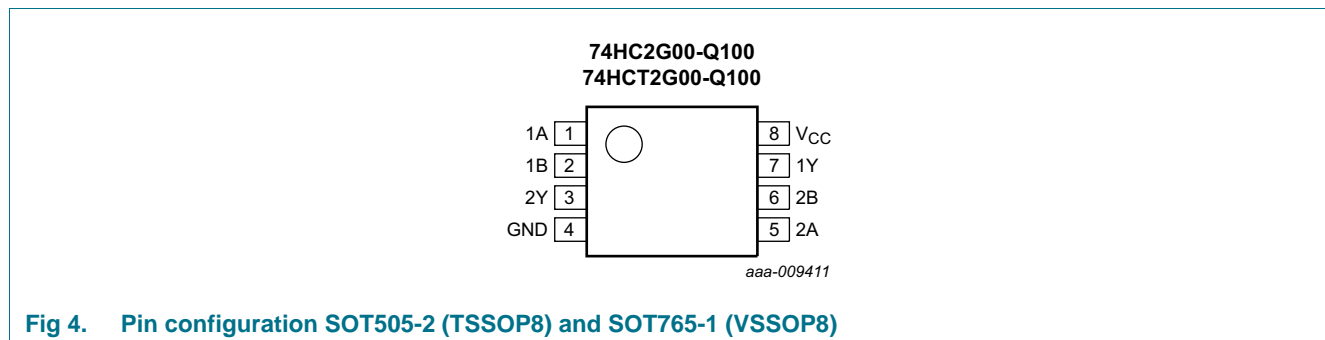 74HC2G00-Q100
74HCT2G00-Q100
1A 1 8 VCC
1B 2 7 1Y
2Y 3 6 2B
GND 4 5 2A
aaa-009411
Fig 4. Pin configuration SOT505-2 (TSSOP8) and SOT765-1 (VSSOP8)